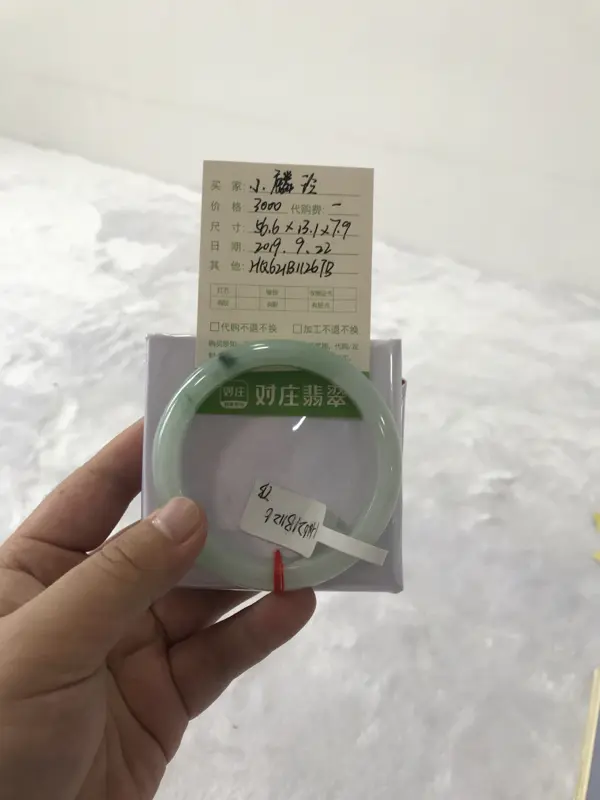 买 家: 小麟玲
价 格: 3000 代购费: 一
尺 寸: 56.6×13.1×7.9
日 期: 2019.9.22
其 他: HQ621B1126TB
□代购不退不换 □加工不退不换
对庄 对庄翡翠